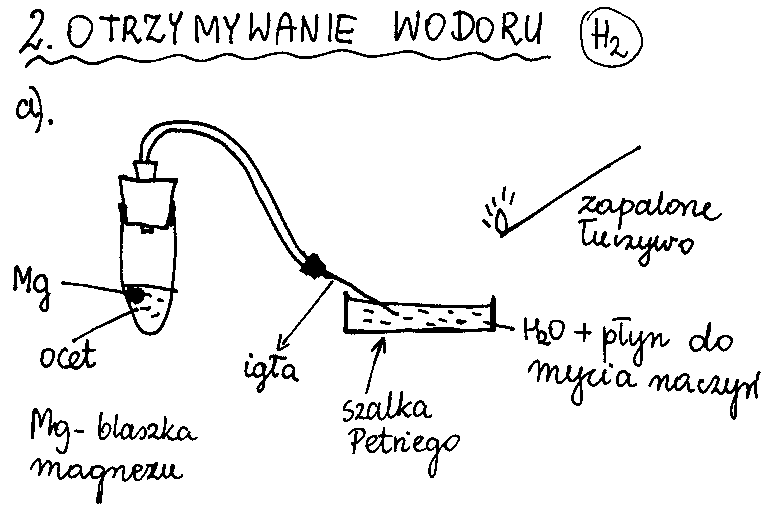 2. OTRZYMYWANIE WODORU H₂
a).
zapalone
łuczywo
Mg
ocet
igła
szalka
Petriego
H₂O + płyn do
mycia naczyń
Mg - blaszka
magnezu